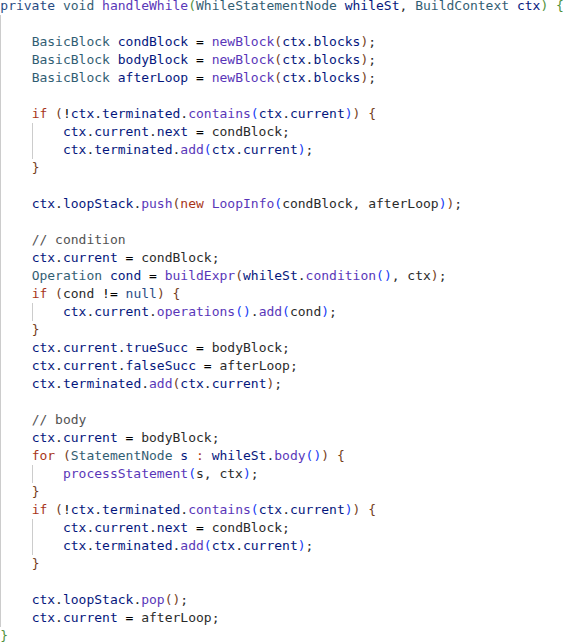 private void handleWhile(WhileStatementNode whileSt, BuildContext ctx) {
BasicBlock condBlock = newBlock(ctx.blocks);
BasicBlock bodyBlock = newBlock(ctx.blocks);
BasicBlock afterLoop = newBlock(ctx.blocks);
if (!ctx.terminated.contains(ctx.current)) {
ctx.current.next = condBlock;
ctx.terminated.add(ctx.current);
}
ctx.loopStack.push(new LoopInfo(condBlock, afterLoop));
// condition
ctx.current = condBlock;
Operation cond = buildExpr(whileSt.condition(), ctx);
if (cond != null) {
ctx.current.operations().add(cond);
}
ctx.current.trueSucc = bodyBlock;
ctx.current.falseSucc = afterLoop;
ctx.terminated.add(ctx.current);
// body
ctx.current = bodyBlock;
for (StatementNode s : whileSt.body()) {
processStatement(s, ctx);
}
if (!ctx.terminated.contains(ctx.current)) {
ctx.current.next = condBlock;
ctx.terminated.add(ctx.current);
}
ctx.loopStack.pop();
ctx.current = afterLoop;
}